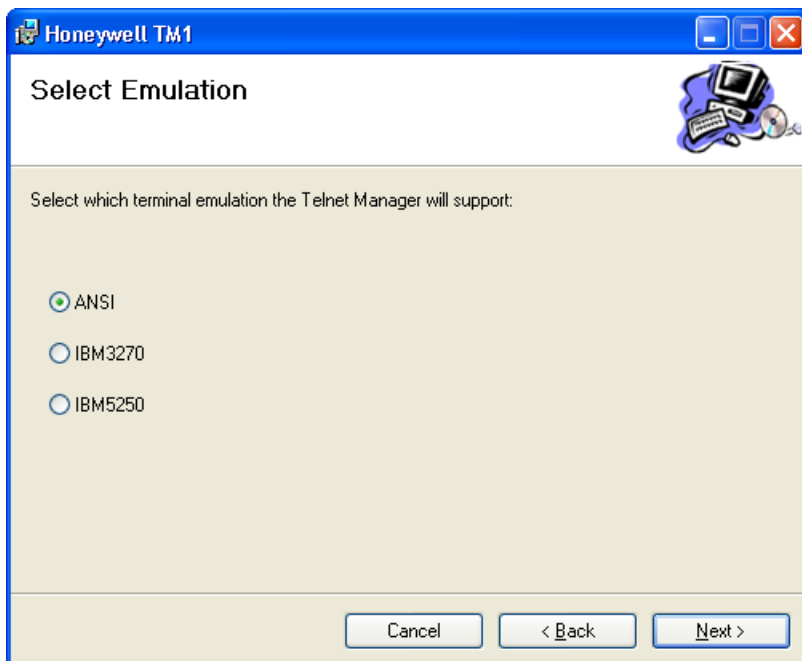 Honeywell TM1
Select Emulation
Select which terminal emulation the Telnet Manager will support:
ANSI
IBM3270
IBM5250
Cancel
< Back
Next >